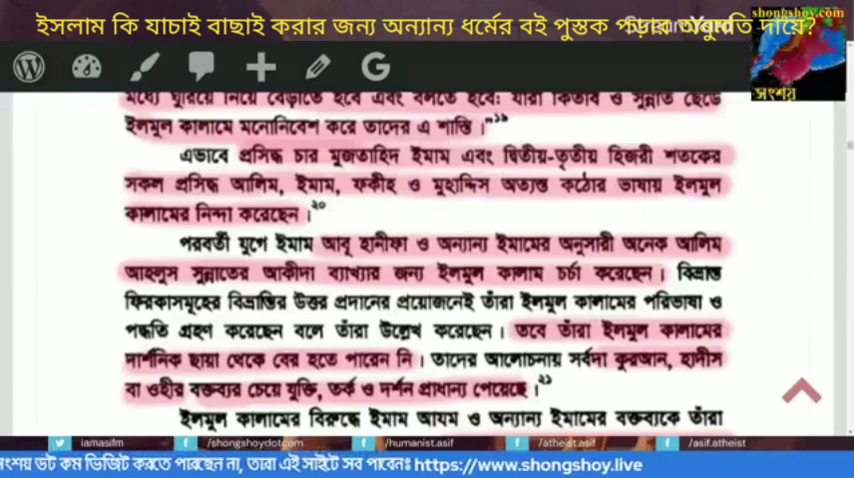 ইসলাম কি যাচাই বাছাই করার জন্য অন্যান্য ধর্মের বই পুস্তক পড়ার অনুমতি দায়ে?
shongshoy.com
সংশয়
মধ্যে ঘুরিয়ে নিয়ে বেড়াতে হবে এবং বলতে হবে: যারা কিতাব ও সুন্নাত ছেড়ে
ইলমুল কালামে মনোনিবেশ করে তাদের এ শাস্তি।"১৯
এভাবে প্রসিদ্ধ চার মুজতাহিদ ইমাম এবং দ্বিতীয়-তৃতীয় হিজরী শতকের
সকল প্রসিদ্ধ আলিম, ইমাম, ফকীহ ও মুহাদ্দিস অত্যন্ত কঠোর ভাষায় ইলমুল
কালামের নিন্দা করেছেন।২০
পরবর্তী যুগে ইমাম আবূ হানীফা ও অন্যান্য ইমামের অনুসারী অনেক আলিম
আহলুস সুন্নাতের আকীদা ব্যাখ্যার জন্য ইলমুল কালাম চর্চা করেছেন। বিভ্রান্ত
ফিরকাসমূহের বিভ্রান্তির উত্তর প্রদানের প্রয়োজনেই তাঁরা ইলমুল কালামের পরিভাষা ও
পদ্ধতি গ্রহণ করেছেন বলে তাঁরা উল্লেখ করেছেন। তবে তাঁরা ইলমুল কালামের
দার্শনিক ছায়া থেকে বের হতে পারেন নি। তাদের আলোচনায় সর্বদা কুরআন, হাদীস
বা ওহীর বক্তব্যর চেয়ে যুক্তি, তর্ক ও দর্শন প্রাধান্য পেয়েছে।২১
ইলমুল কালামের বিরুদ্ধে ইমাম আযম ও অন্যান্য ইমামের বক্তব্যকে তাঁরা
iamasifm /shongshoydotcom /humanist.asif /atheist.asif /asif.atheist
সংশয় ডট কম ভিজিট করতে পারছেন না, তারা এই সাইটে সব পাবেনঃ https://www.shongshoy.live